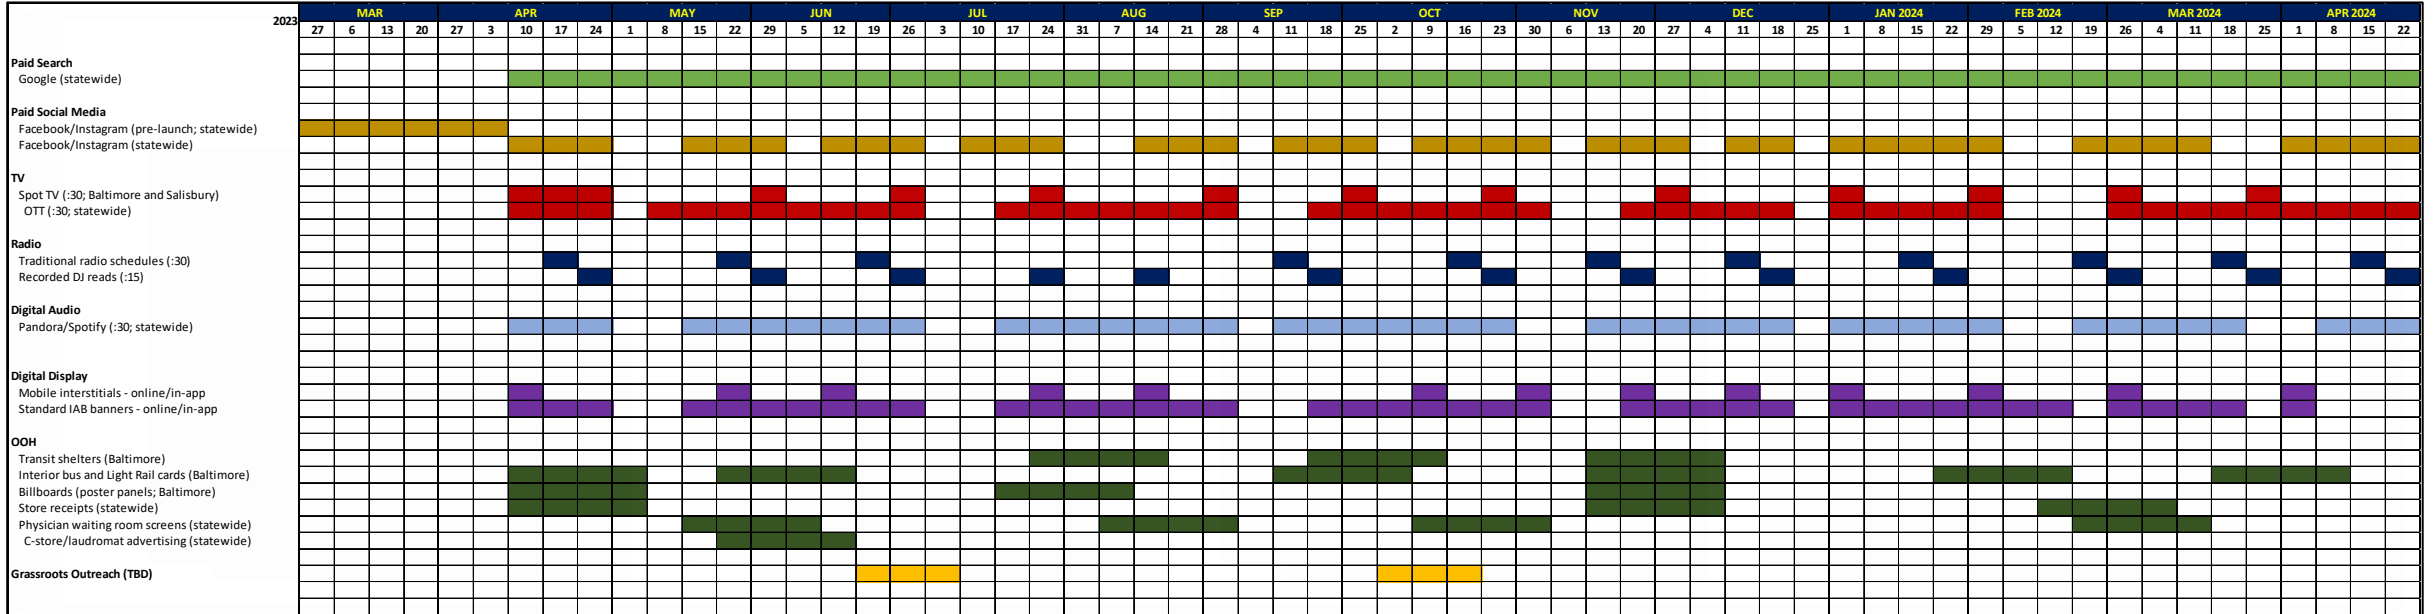 MAR APR MAY JUN JUL AUG SEP OCT NOV DEC JAN 2024 FEB 2024 MAR 2024 APR 2024
2023 27 6 13 20 27 3 10 17 24 1 8 15 22 29 5 12 19 26 3 10 17 24 31 7 14 21 28 4 11 18 25 2 9 16 23 30 6 13 20 27 4 11 18 25 1 8 15 22 29 5 12 19 26 4 11 18 25 1 8 15 22
Paid Search
Google (statewide)
Paid Social Media
Facebook/Instagram (pre-launch; statewide)
Facebook/Instagram (statewide)
TV
Spot TV (:30; Baltimore and Salisbury)
OTT (:30; statewide)
Radio
Traditional radio schedules (:30)
Recorded DJ reads (:15)
Digital Audio
Pandora/Spotify (:30; statewide)
Digital Display
Mobile interstitials - online/in-app
Standard IAB banners - online/in-app
OOH
Transit shelters (Baltimore)
Interior bus and Light Rail cards (Baltimore)
Billboards (poster panels; Baltimore)
Store receipts (statewide)
Physician waiting room screens (statewide)
C-store/laudromat advertising (statewide)
Grassroots Outreach (TBD)